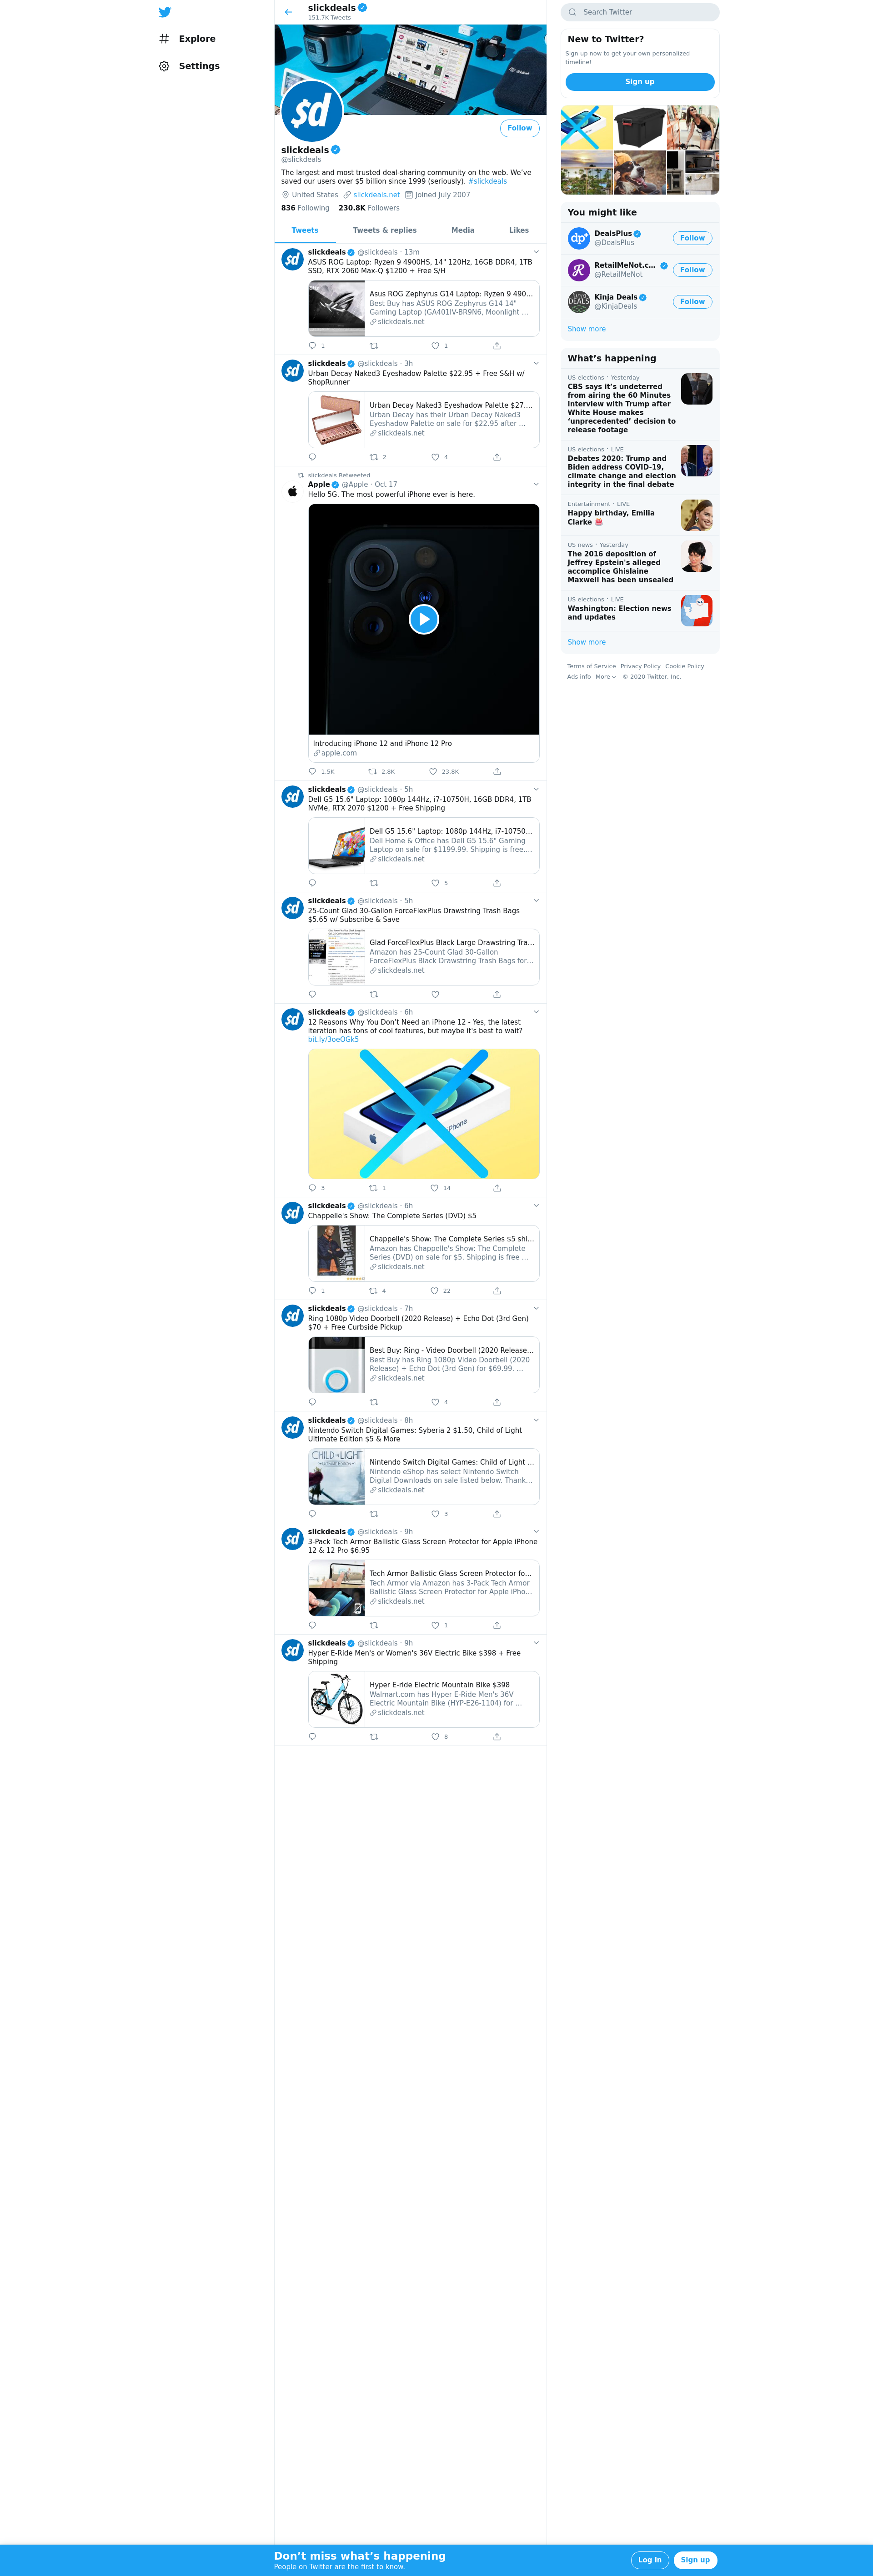 slickdeals
151.7K Tweets
Search Twitter
Explore
Settings
New to Twitter?
Sign up now to get your own personalized
timeline!
Sign up
$d
Follow
slickdeals
@slickdeals
The largest and most trusted deal-sharing community on the web. We've
saved our users over $5 billion since 1999 (seriously). #slickdeals
United States slickdeals.net Joined July 2007
836 Following 230.8K Followers
Tweets Tweets & replies Media Likes
slickdeals @slickdeals · 13m
ASUS ROG Laptop: Ryzen 9 4900HS, 14" 120Hz, 16GB DDR4, 1TB
SSD, RTX 2060 Max-Q $1200 + Free S/H
Asus ROG Zephyrus G14 Laptop: Ryzen 9 490...
Best Buy has ASUS ROG Zephyrus G14 14"
Gaming Laptop (GA401IV-BR9N6, Moonlight ...
slickdeals.net
1 1
slickdeals @slickdeals · 3h
Urban Decay Naked3 Eyeshadow Palette $22.95 + Free S&H w/
ShopRunner
Urban Decay Naked3 Eyeshadow Palette $27....
Urban Decay has their Urban Decay Naked3
Eyeshadow Palette on sale for $22.95 after ...
slickdeals.net
2 4
slickdeals Retweeted
Apple @Apple · Oct 17
Hello 5G. The most powerful iPhone ever is here.
Introducing iPhone 12 and iPhone 12 Pro
apple.com
1.5K 2.8K 23.8K
slickdeals @slickdeals · 5h
Dell G5 15.6" Laptop: 1080p 144Hz, i7-10750H, 16GB DDR4, 1TB
NVMe, RTX 2070 $1200 + Free Shipping
Dell G5 15.6" Laptop: 1080p 144Hz, i7-10750...
Dell Home & Office has Dell G5 15.6" Gaming
Laptop on sale for $1199.99. Shipping is free....
slickdeals.net
5
slickdeals @slickdeals · 5h
25-Count Glad 30-Gallon ForceFlexPlus Drawstring Trash Bags
$5.65 w/ Subscribe & Save
Glad ForceFlexPlus Black Large Drawstring Tra...
Amazon has 25-Count Glad 30-Gallon
ForceFlexPlus Black Drawstring Trash Bags for...
slickdeals.net
slickdeals @slickdeals · 6h
12 Reasons Why You Don't Need an iPhone 12 - Yes, the latest
iteration has tons of cool features, but maybe it's best to wait?
bit.ly/3oeOGk5
iPhone
3 1 14
slickdeals @slickdeals · 6h
Chappelle's Show: The Complete Series (DVD) $5
Chappelle's Show: The Complete Series $5 shi...
Amazon has Chappelle's Show: The Complete
Series (DVD) on sale for $5. Shipping is free ...
slickdeals.net
1 4 22
slickdeals @slickdeals · 7h
Ring 1080p Video Doorbell (2020 Release) + Echo Dot (3rd Gen)
$70 + Free Curbside Pickup
Best Buy: Ring - Video Doorbell (2020 Release...
Best Buy has Ring 1080p Video Doorbell (2020
Release) + Echo Dot (3rd Gen) for $69.99. ...
slickdeals.net
4
slickdeals @slickdeals · 8h
Nintendo Switch Digital Games: Syberia 2 $1.50, Child of Light
Ultimate Edition $5 & More
CHILD of LIGHT
Nintendo Switch Digital Games: Child of Light ...
Nintendo eShop has select Nintendo Switch
Digital Downloads on sale listed below. Thank...
slickdeals.net
3
slickdeals @slickdeals · 9h
3-Pack Tech Armor Ballistic Glass Screen Protector for Apple iPhone
12 & 12 Pro $6.95
Tech Armor Ballistic Glass Screen Protector fo...
Tech Armor via Amazon has 3-Pack Tech Armor
Ballistic Glass Screen Protector for Apple iPho...
slickdeals.net
1
slickdeals @slickdeals · 9h
Hyper E-Ride Men's or Women's 36V Electric Bike $398 + Free
Shipping
Hyper E-ride Electric Mountain Bike $398
Walmart.com has Hyper E-Ride Men's 36V
Electric Mountain Bike (HYP-E26-1104) for ...
slickdeals.net
8
You might like
DealsPlus
@DealsPlus
Follow
RetailMeNot.c...
@RetailMeNot
Follow
Kinja Deals
@KinjaDeals
Follow
Show more
What's happening
US elections · Yesterday
CBS says it's undeterred
from airing the 60 Minutes
interview with Trump after
White House makes
'unprecedented' decision to
release footage
US elections · LIVE
Debates 2020: Trump and
Biden address COVID-19,
climate change and election
integrity in the final debate
Entertainment · LIVE
Happy birthday, Emilia
Clarke
US news · Yesterday
The 2016 deposition of
Jeffrey Epstein's alleged
accomplice Ghislaine
Maxwell has been unsealed
US elections · LIVE
Washington: Election news
and updates
Show more
Terms of Service Privacy Policy Cookie Policy
Ads info More © 2020 Twitter, Inc.
Don't miss what's happening
People on Twitter are the first to know.
Log in Sign up